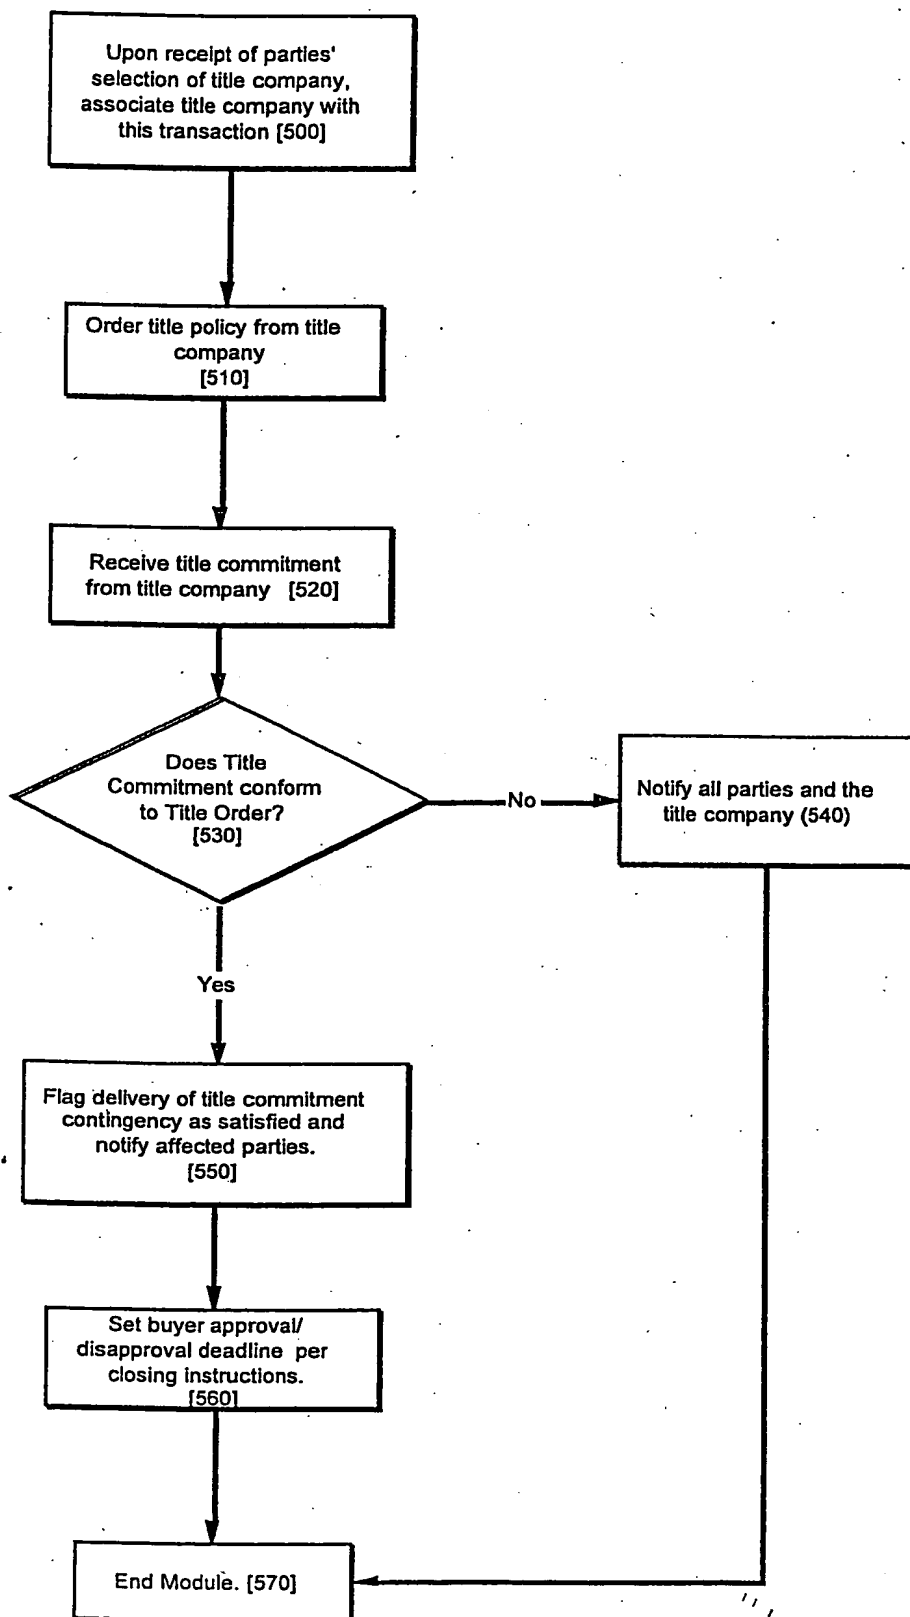 Upon receipt of parties'
selection of title company,
associate title company with
this transaction [500]
Order title policy from title
company
[510]
Receive title commitment
from title company [520]
Does Title
Commitment conform
to Title Order?
[530]
No
Notify all parties and the
title company (540)
Yes
Flag delivery of title commitment
contingency as satisfied and
notify affected parties.
[550]
Set buyer approval/
disapproval deadline per
closing instructions.
[560]
End Module. [570]